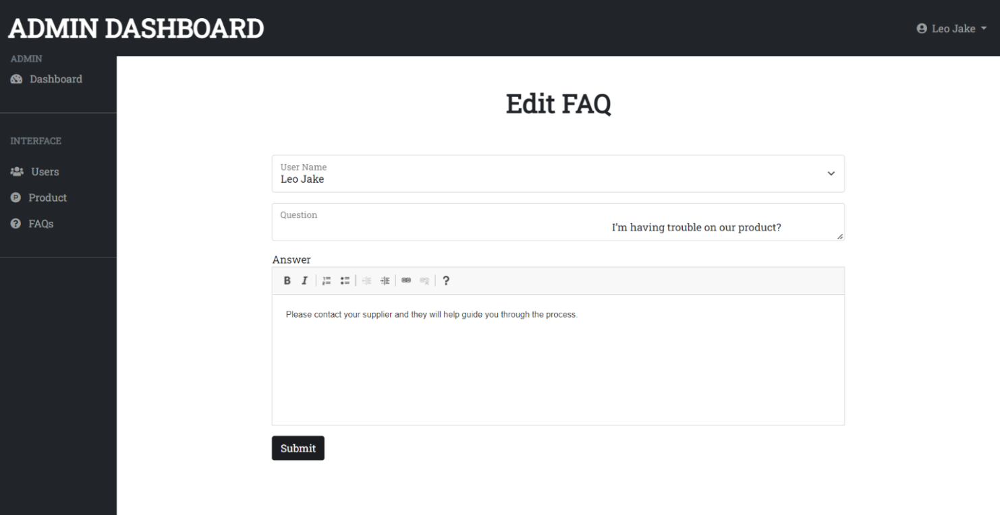 ADMIN DASHBOARD
Leo Jake
ADMIN
Dashboard
INTERFACE
Users
Product
FAQs
Edit FAQ
User Name
Leo Jake
Question
I'm having trouble on our product?
Answer
B I ?
Please contact your supplier and they will help guide you through the process.
Submit